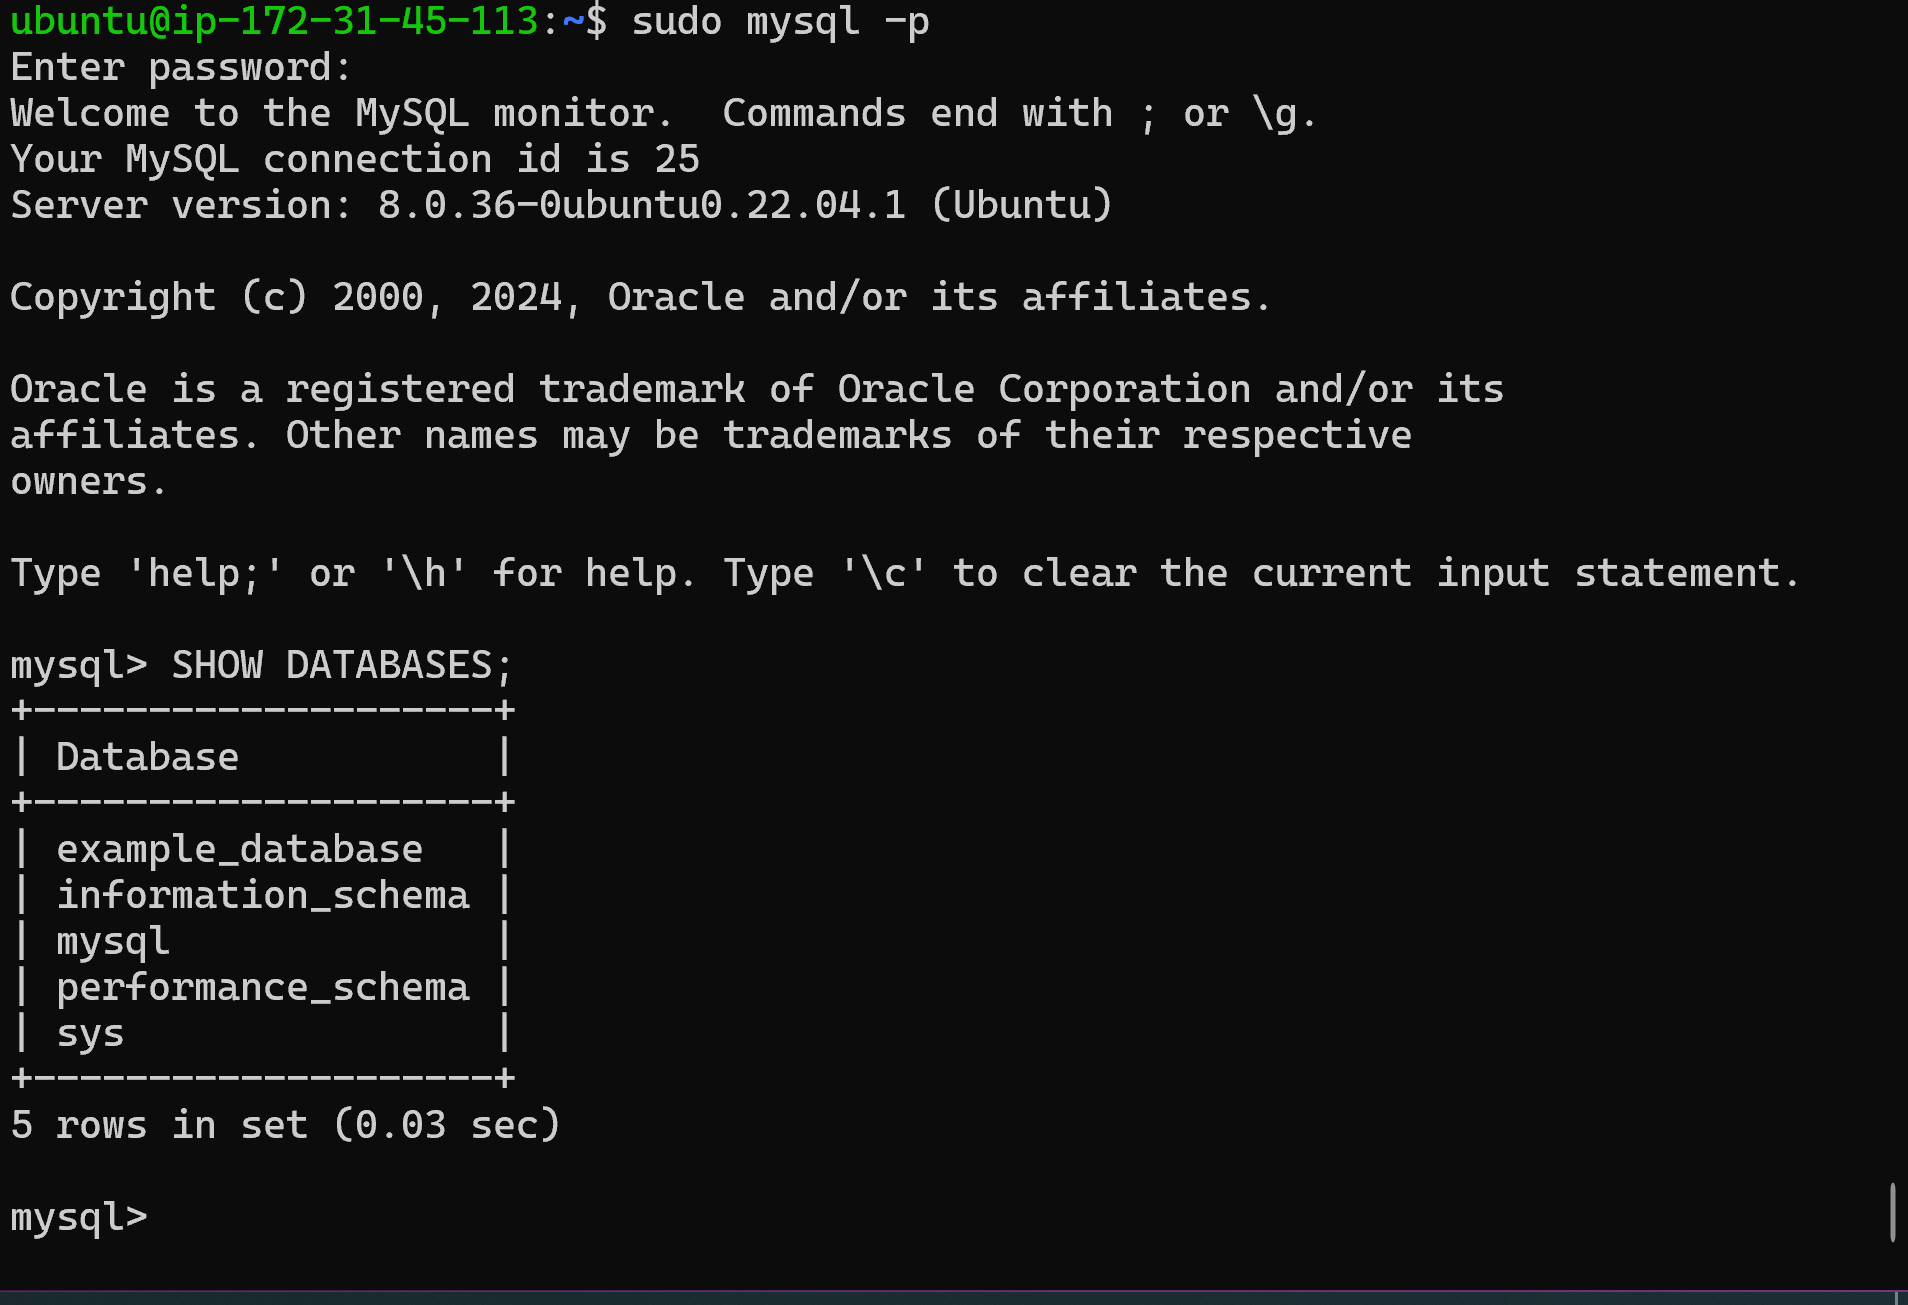 ubuntu@ip-172-31-45-113:~$ sudo mysql -p
Enter password:
Welcome to the MySQL monitor.  Commands end with ; or \g.
Your MySQL connection id is 25
Server version: 8.0.36-0ubuntu0.22.04.1 (Ubuntu)

Copyright (c) 2000, 2024, Oracle and/or its affiliates.

Oracle is a registered trademark of Oracle Corporation and/or its
affiliates. Other names may be trademarks of their respective
owners.

Type 'help;' or '\h' for help. Type '\c' to clear the current input statement.

mysql> SHOW DATABASES;
+--------------------+
| Database           |
+--------------------+
| example_database   |
| information_schema |
| mysql              |
| performance_schema |
| sys                |
+--------------------+
5 rows in set (0.03 sec)

mysql>